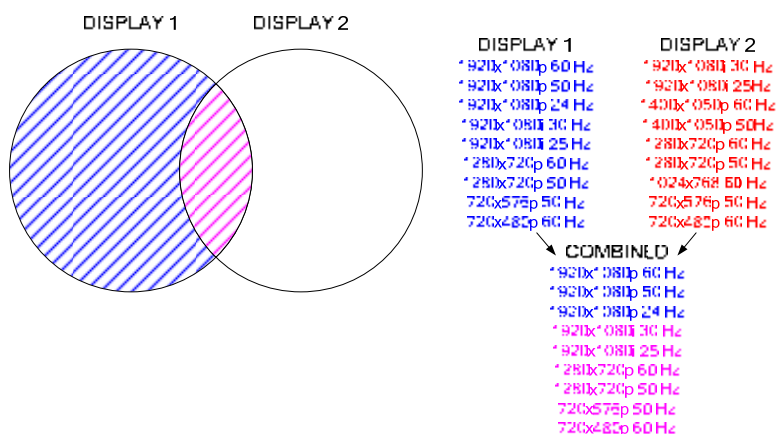 DISPLAY 1
DISPLAY 2
DISPLAY 1
1920x1080p 60 Hz
1920x1080p 50 Hz
1920x1080p 24 Hz
1920x1080i 30 Hz
1920x1080i 25 Hz
1280x720p 60 Hz
1280x720p 50 Hz
720x576p 50 Hz
720x480p 60 Hz
DISPLAY 2
1920x1080i 30 Hz
1920x1080i 25Hz
1400x1050p 60 Hz
1400x1050p 50Hz
1280x720p 60 Hz
1280x720p 50 Hz
1024x768 60 Hz
720x576p 50 Hz
720x480p 60 Hz
COMBINED
1920x1080p 60 Hz
1920x1080p 50 Hz
1920x1080p 24 Hz
1920x1080i 30 Hz
1920x1080i 25 Hz
1280x720p 60 Hz
1280x720p 50 Hz
720x576p 50 Hz
720x480p 60 Hz